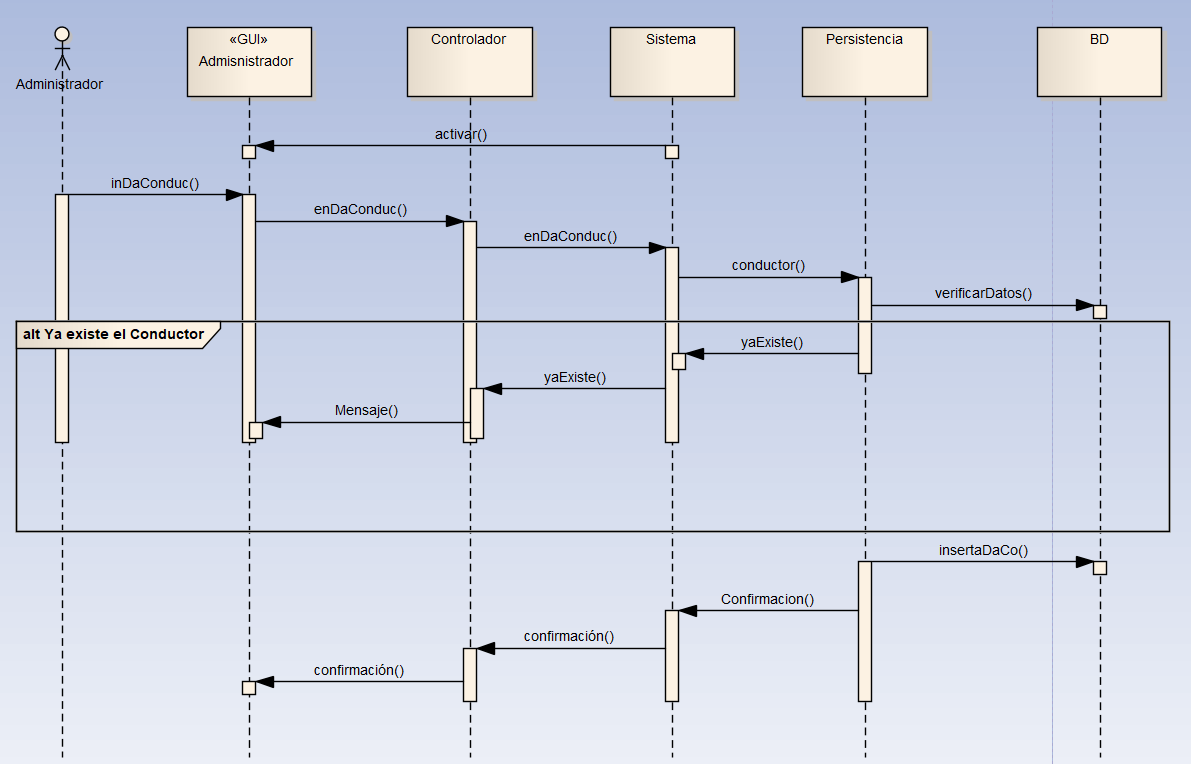 Administrador
«GUI»
Admisnistrador
Controlador
Sistema
Persistencia
BD
activar()
inDaConduc()
enDaConduc()
enDaConduc()
conductor()
verificarDatos()
alt Ya existe el Conductor
yaExiste()
yaExiste()
Mensaje()
insertaDaCo()
Confirmacion()
confirmación()
confirmación()